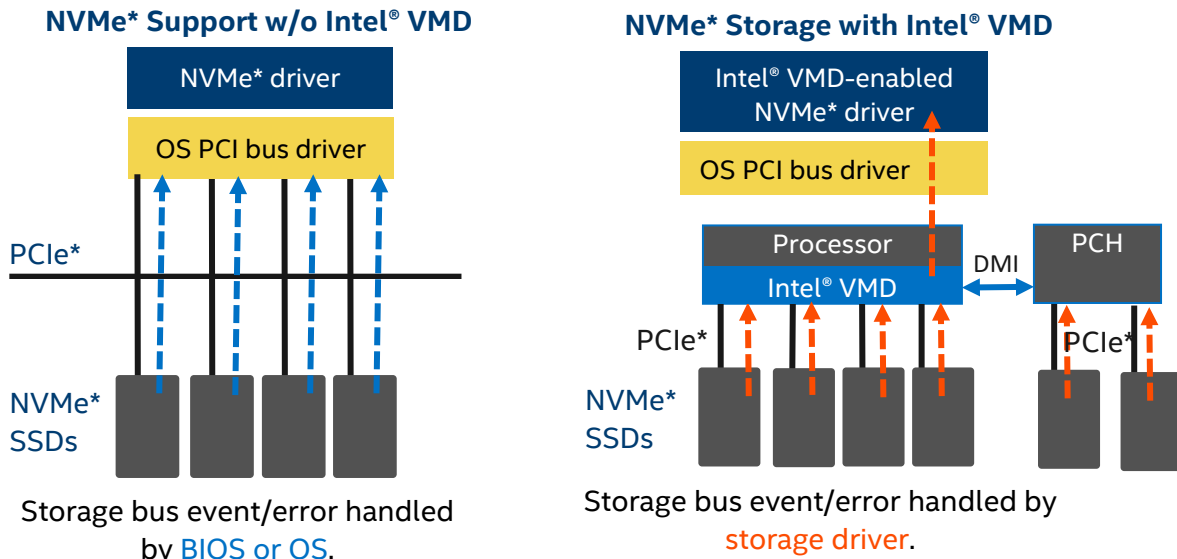 NVMe* Support w/o Intel® VMD
NVMe* driver
OS PCI bus driver
PCIe*
NVMe*
SSDs
Storage bus event/error handled
by BIOS or OS.
NVMe* Storage with Intel® VMD
Intel® VMD-enabled
NVMe* driver
OS PCI bus driver
Processor
Intel® VMD
DMI
PCH
PCIe*
PCIe*
NVMe*
SSDs
Storage bus event/error handled by
storage driver.